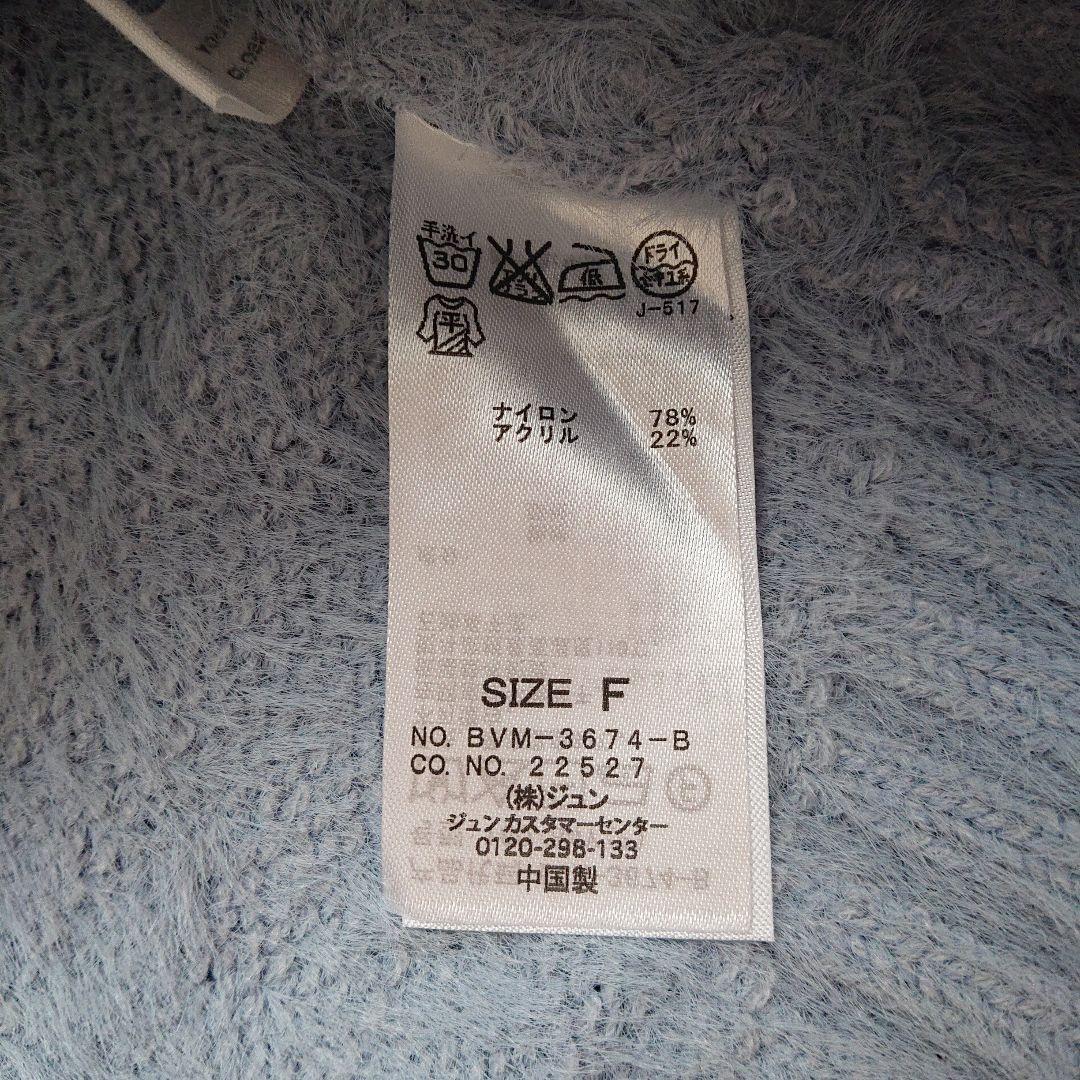 手洗イ
30
低
ドライ
J-517
平
ナイロン 78%
アクリル 22%
SIZE F
NO. BVM-3674-B
CO. NO. 22527
(株)ジュン
ジュンカスタマーセンター
0120-298-133
中国製